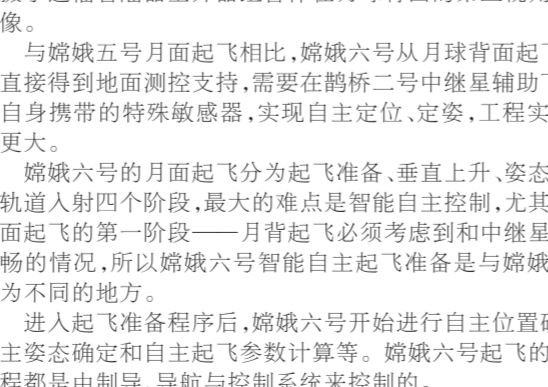 像。
与嫦娥五号月面起飞相比,嫦娥六号从月球背面起飞
直接得到地面测控支持,需要在鹊桥二号中继星辅助下
自身携带的特殊敏感器,实现自主定位、定姿,工程实
更大。
嫦娥六号的月面起飞分为起飞准备、垂直上升、姿态
轨道入射四个阶段,最大的难点是智能自主控制,尤其
面起飞的第一阶段——月背起飞必须考虑到和中继星
畅的情况,所以嫦娥六号智能自主起飞准备是与嫦娥
为不同的地方。
进入起飞准备程序后,嫦娥六号开始进行自主位置确
主姿态确定和自主起飞参数计算等。嫦娥六号起飞的
程都是由制导、导航与控制系统来控制的。